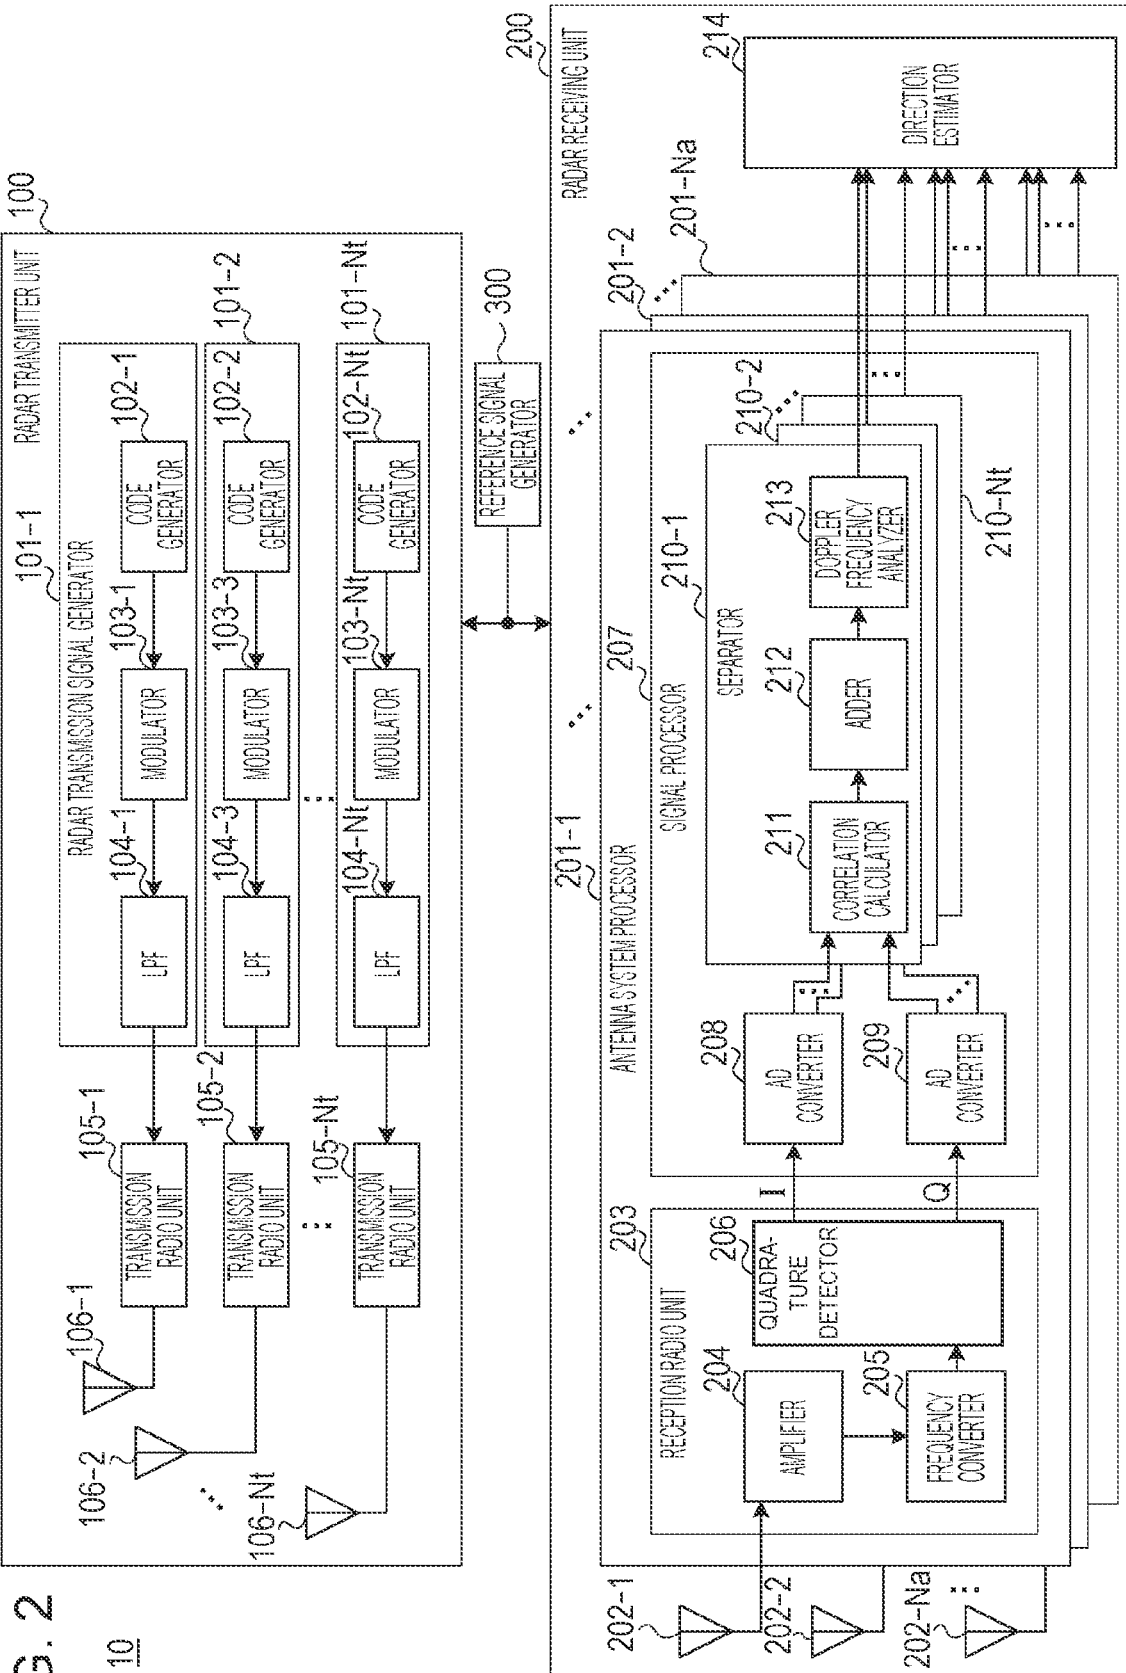 G. 2
10
100
RADAR TRANSMITTER UNIT
101-1
RADAR TRANSMISSION SIGNAL GENERATOR
106-1
105-1
TRANSMISSION
RADIO UNIT
104-1
LPF
103-1
MODULATOR
102-1
CODE
GENERATOR
101-2
106-2
105-2
TRANSMISSION
RADIO UNIT
104-3
LPF
103-3
MODULATOR
102-2
CODE
GENERATOR
101-Nt
106-Nt
105-Nt
TRANSMISSION
RADIO UNIT
104-Nt
LPF
103-Nt
MODULATOR
102-Nt
CODE
GENERATOR
300
REFERENCE SIGNAL
GENERATOR
200
RADAR RECEIVING UNIT
201-1
ANTENNA SYSTEM PROCESSOR
201-2
201-Na
202-1
202-2
202-Na
203
RECEPTION RADIO UNIT
204
AMPLIFIER
205
FREQUENCY
CONVERTER
206
QUADRA-
TURE
DETECTOR
I
Q
207
SIGNAL PROCESSOR
208
AD
CONVERTER
209
AD
CONVERTER
210-1
SEPARATOR
210-2
210-Nt
211
CORRELATION
CALCULATOR
212
ADDER
213
DOPPLER
FREQUENCY
ANALYZER
214
DIRECTION
ESTIMATOR